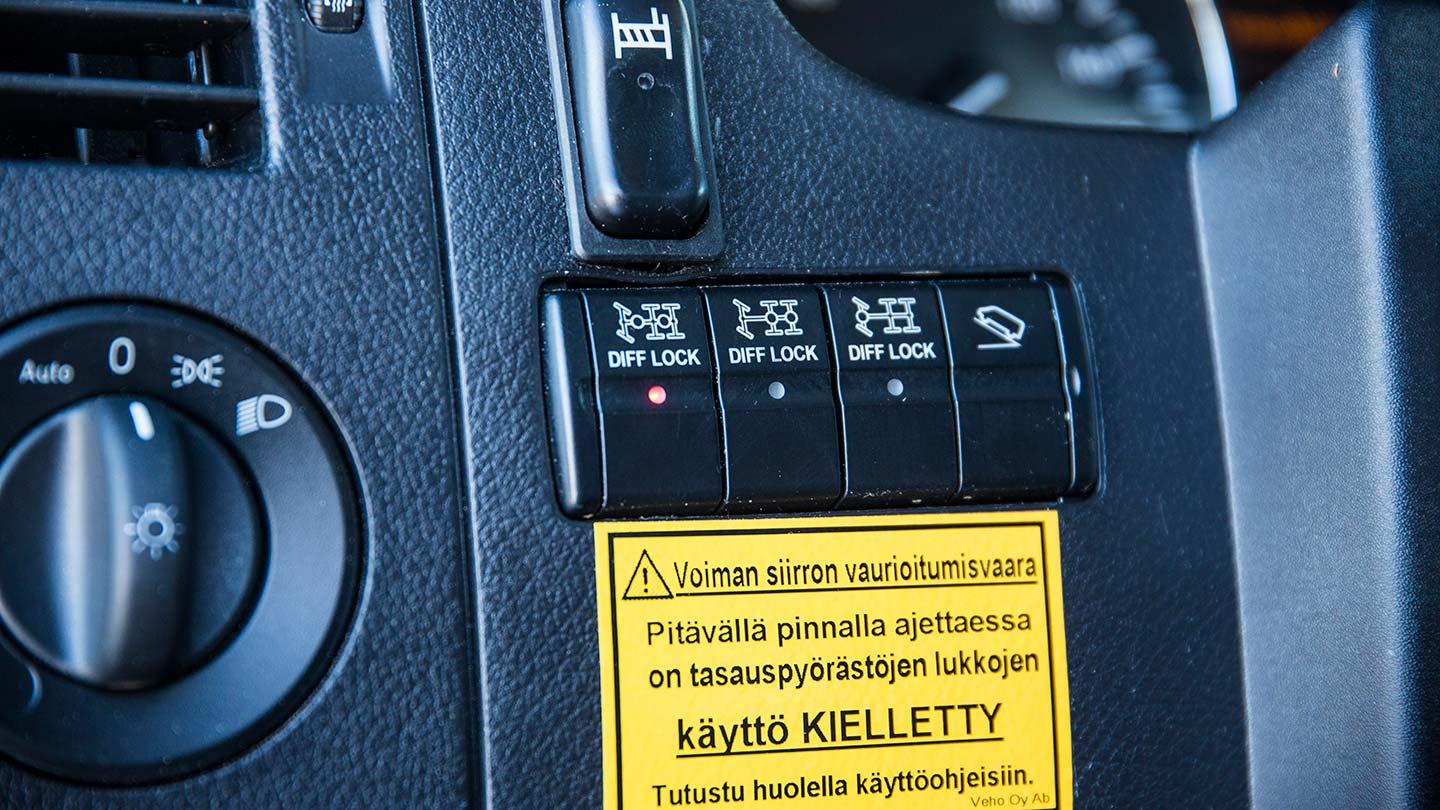 Auto 0
DIFF LOCK DIFF LOCK DIFF LOCK
Voiman siirron vaurioitumisvaara
Pitävällä pinnalla ajettaessa
on tasauspyörästöjen lukkojen
käyttö KIELLETTY
Tutustu huolella käyttöohjeisiin.
Veho Oy Ab